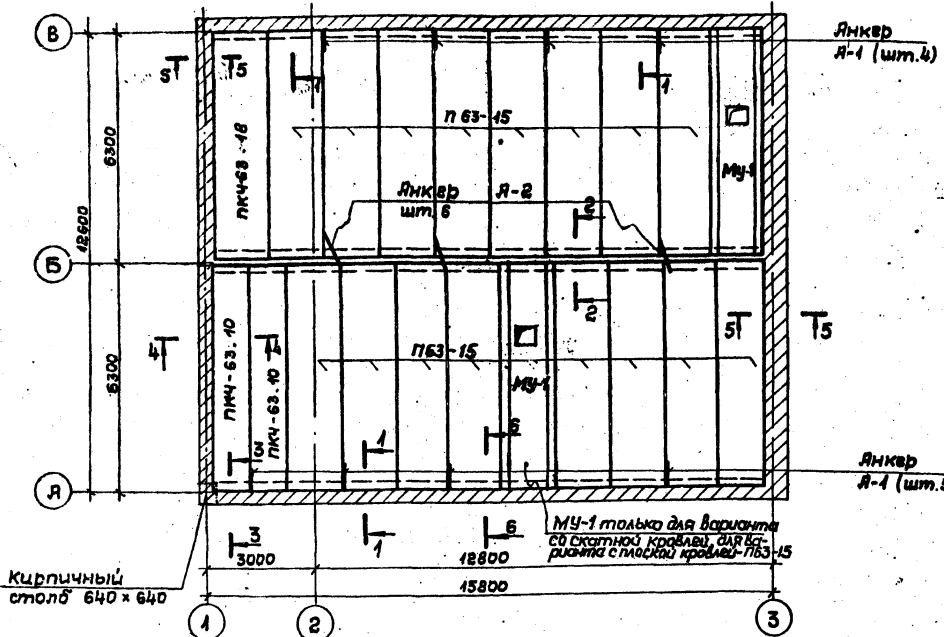 В
Анкер
А-1 (шт.4)
5
5
1
1
П 63-15
6300
ПКЧ-63.18
МУ-1
Анкер А-2
шт. 6
2
12600
Б
2
5
5
4
4
П63-15
МУ-1
6300
ПКЧ-63.10
ПКЧ-63.10
3
1
6
Анкер
А-1 (шт.
А
МУ-1 только для варианта
со скатной кровлей, для ва-
рианта с плоской кровлей-П63-15
3
1
6
3000
12800
15800
Кирпичный
столб 640 × 640
1
2
3